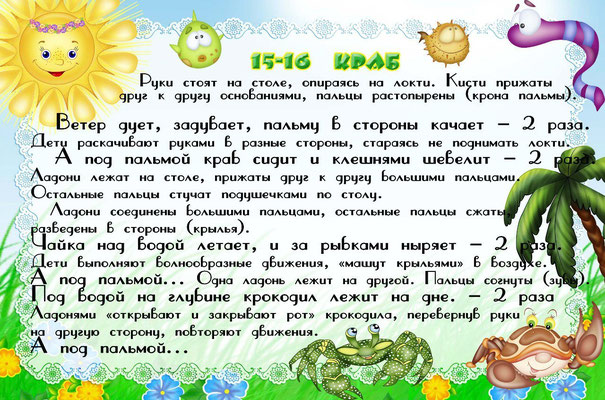 15-16 КРАБ
Руки стоят на столе, опираясь на локти. Кисти прижаты
друг к другу основаниями, пальцы растопырены (крона пальмы).
Ветер дует, задувает, пальму в стороны качает – 2 раза.
Дети раскачивают руками в разные стороны, стараясь не поднимать локти.
А под пальмой краб сидит и клешнями шевелит – 2 раза.
Ладони лежат на столе, прижаты друг к другу большими пальцами.
Остальные пальцы стучат подушечками по столу.
Ладони соединены большими пальцами, остальные пальцы сжаты,
разведены в стороны (крылья).
Чайка над водой летает, и за рыбками ныряет – 2 раза.
Дети выполняют волнообразные движения, «машут крыльями» в воздухе.
А под пальмой... Одна ладонь лежит на другой. Пальцы согнуты (зубы).
Под водой на глубине крокодил лежит на дне. – 2 раза
Ладонями «открывают и закрывают рот» крокодила, перевернув руки
на другую сторону, повторяют движения.
А под пальмой...